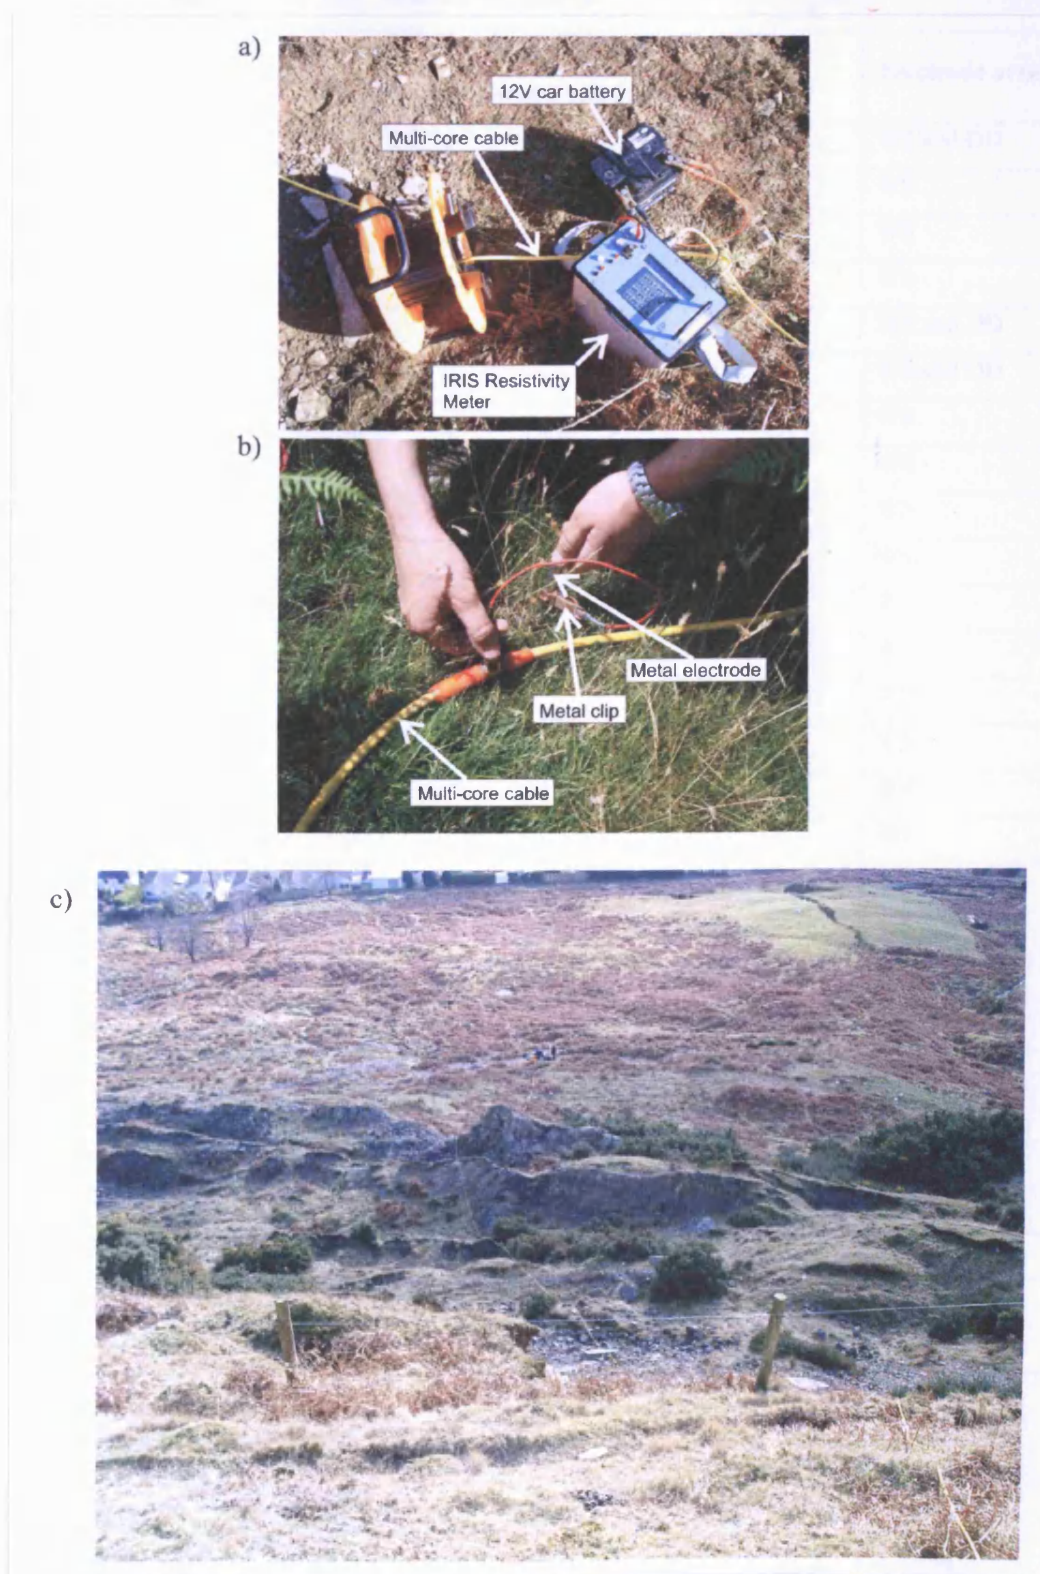 a)
12V car battery
Multi-core cable
IRIS Resistivity
Meter
b)
Metal electrode
Metal clip
Multi-core cable
c)